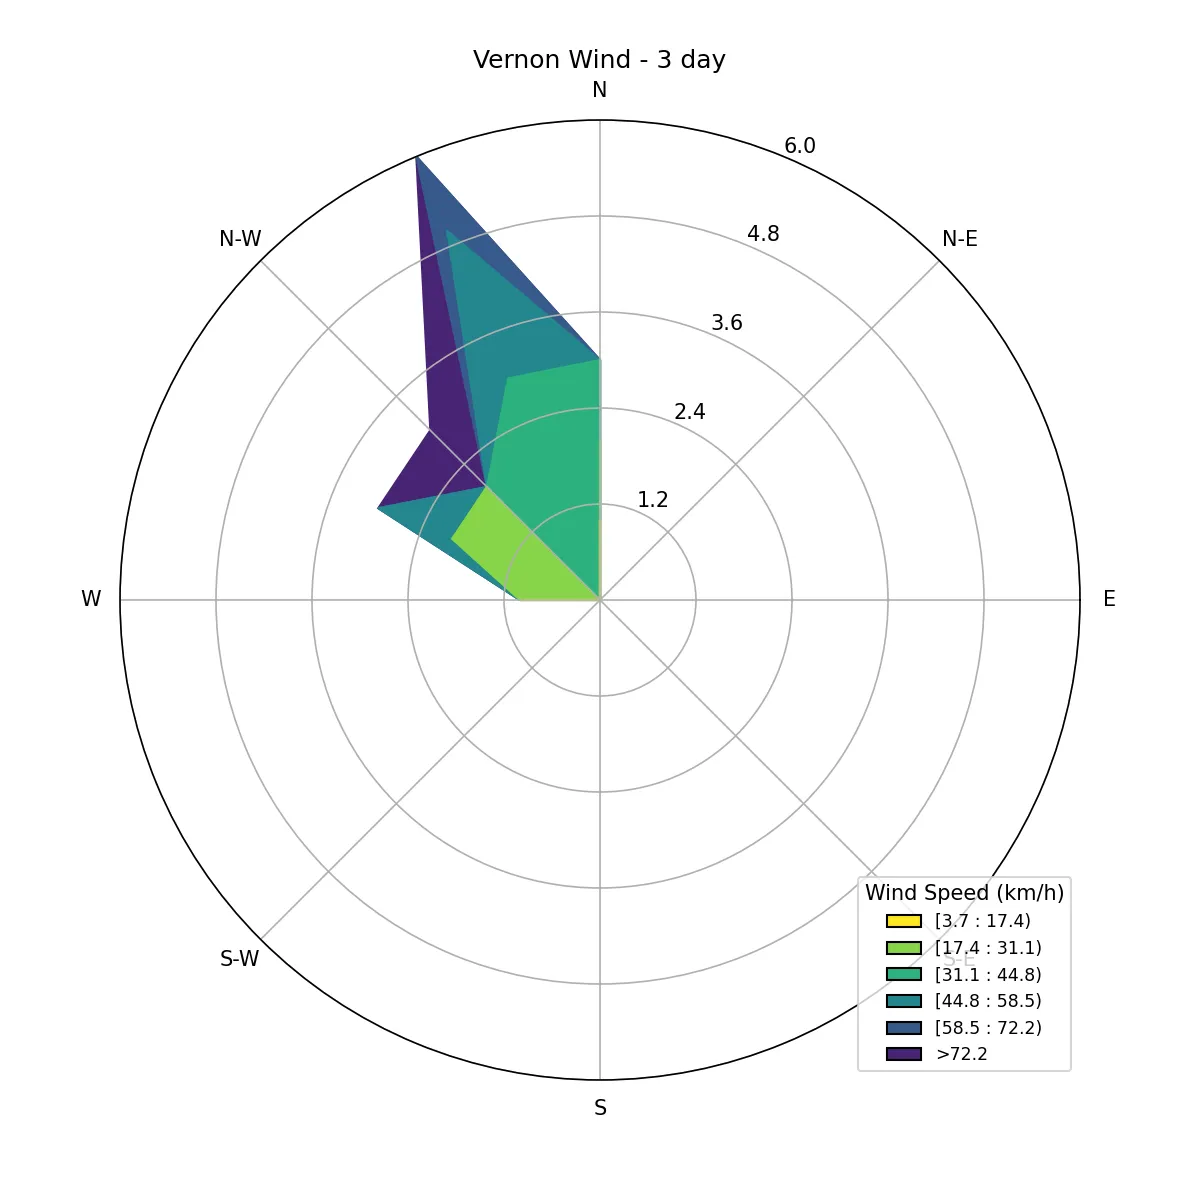 Vernon Wind - 3 day
N
6.0
N-W
N-E
4.8
3.6
2.4
1.2
W
E
S-W
S-E
S
Wind Speed (km/h)
[3.7 : 17.4)
[17.4 : 31.1)
[31.1 : 44.8)
[44.8 : 58.5)
[58.5 : 72.2)
>72.2